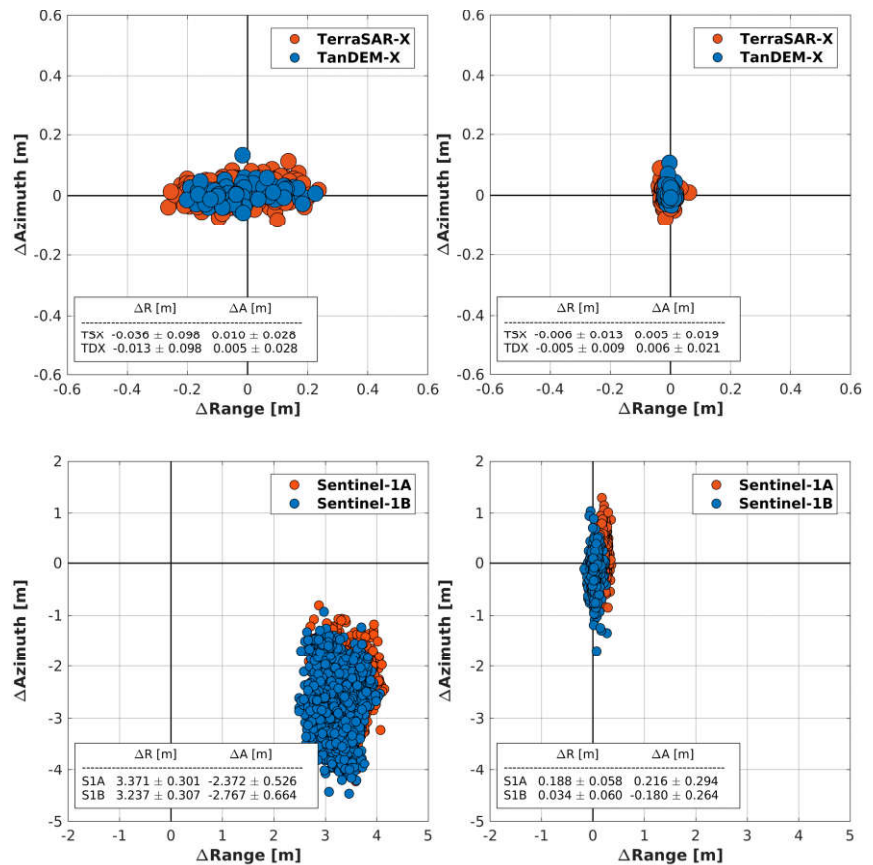 0.6
TerraSAR-X
TanDEM-X
0.4
0.2
0
-0.2
-0.4
-0.6
ΔAzimuth [m]
ΔR [m] ΔA [m]
--------------------------------------------
TSX -0.036 ± 0.098 0.010 ± 0.028
TDX -0.013 ± 0.098 0.005 ± 0.028
-0.6 -0.4 -0.2 0 0.2 0.4 0.6
ΔRange [m]
0.6
TerraSAR-X
TanDEM-X
0.4
0.2
0
-0.2
-0.4
-0.6
ΔAzimuth [m]
ΔR [m] ΔA [m]
--------------------------------------------
TSX -0.006 ± 0.013 0.005 ± 0.019
TDX -0.005 ± 0.009 0.006 ± 0.021
-0.6 -0.4 -0.2 0 0.2 0.4 0.6
ΔRange [m]
2
Sentinel-1A
Sentinel-1B
1
0
-1
-2
-3
-4
-5
ΔAzimuth [m]
ΔR [m] ΔA [m]
--------------------------------------------
S1A 3.371 ± 0.301 -2.372 ± 0.526
S1B 3.237 ± 0.307 -2.767 ± 0.664
-2 -1 0 1 2 3 4 5
ΔRange [m]
2
Sentinel-1A
Sentinel-1B
1
0
-1
-2
-3
-4
-5
ΔAzimuth [m]
ΔR [m] ΔA [m]
--------------------------------------------
S1A 0.188 ± 0.058 0.216 ± 0.294
S1B 0.034 ± 0.060 -0.180 ± 0.264
-2 -1 0 1 2 3 4 5
ΔRange [m]